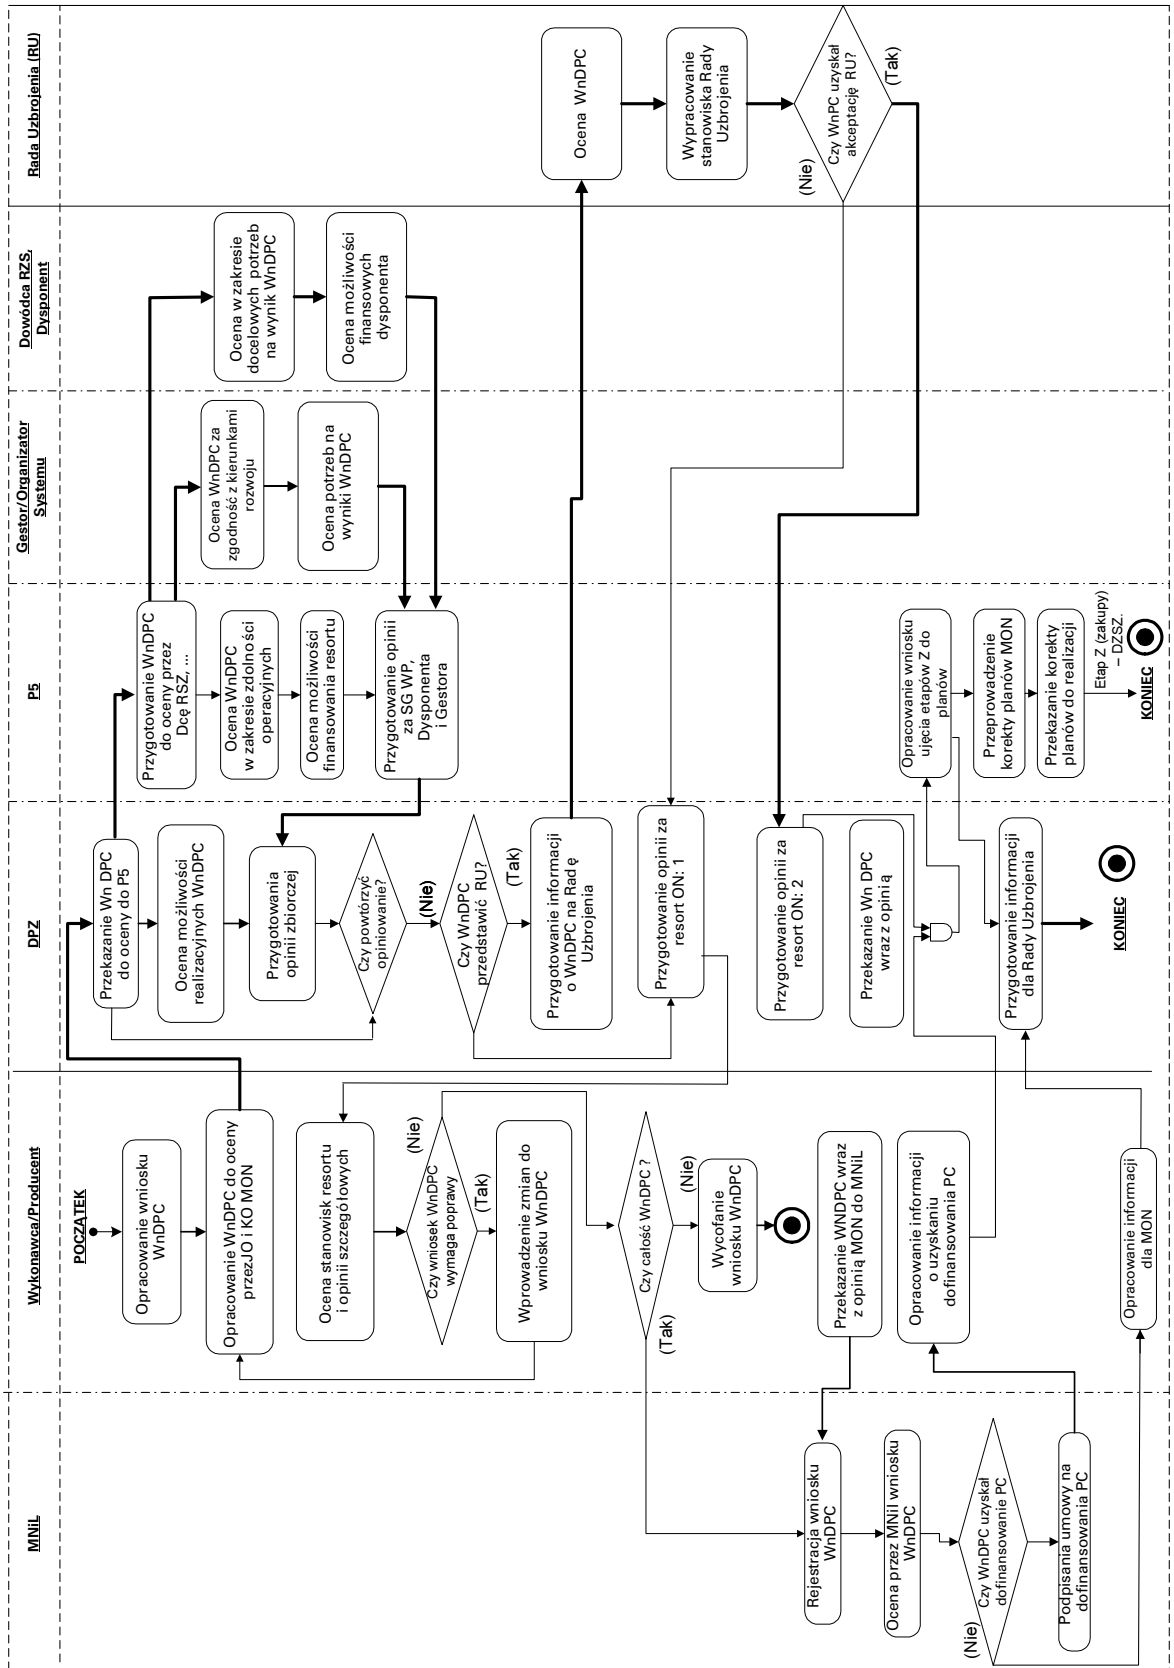 MNiL
Wykonawca/Producent
DPZ
P5
Gestor/Organizator
Systemu
Dowódca RZS,
Dysponent
Rada Uzbrojenia (RU)
POCZĄTEK
Opracowanie wniosku
WnDPC
Opracowanie WnDPC do oceny
przezJO i KO MON
Przekazanie Wn DPC
do oceny do P5
Ocena możliwości
realizacyjnych WnDPC
Przygotowania
opinii zbiorczej
Czy powtórzyć
opiniowanie?
(Nie)
Czy WnDPC
przedstawić RU?
(Tak)
Przygotowanie informacji
o WnDPC na Radę
Uzbrojenia
Przygotowanie WnDPC
do oceny przez
Dcę RSZ, ...
Ocena WnDPC
w zakresie zdolności
operacyjnych
Ocena możliwości
finansowania resortu
Przygotowanie opinii
za SG WP,
Dysponenta
i Gestora
Ocena WnDPC za
zgodność z kierunkami
rozwoju
Ocena potrzeb na
wyniki WnDPC
Ocena w zakresie
docelowych potrzeb
na wynik WnDPC
Ocena możliwości
finansowych
dysponenta
Ocena WnDPC
Wypracowanie
stanowiska Rady
Uzbrojenia
Czy WnPC uzyskał
akceptację RU?
(Nie)
(Tak)
Przygotowanie opinii za
resort ON: 1
Ocena stanowisk resortu
i opinii szczegółowych
Czy wniosek WnDPC
wymaga poprawy
(Nie)
(Tak)
Wprowadzenie zmian do
wniosku WnDPC
Czy całość WnDPC ?
(Tak)
(Nie)
Wycofanie
wniosku WnDPC
Przygotowanie opinii za
resort ON: 2
Przekazanie Wn DPC
wraz z opinią
Przekazanie WNDPC wraz
z opinią MON do MNiL
Rejestracja wniosku
WnDPC
Ocena przez MNil wniosku
WnDPC
Czy WnDPC uzyskał
dofinansowanie PC
(Nie)
Podpisania umowy na
dofinansowania PC
Opracowanie informacji
o uzyskaniu
dofinansowania PC
Opracowanie informacji
dla MON
Opracowanie wniosku
ujęcia etapów Z do
planów
Przeprowadzenie
korekty planów MON
Przekazanie korekty
planów do realizacji
Etap Z (zakupy)
– DZSZ.
KONIEC
Przygotowanie informacji
dla Rady Uzbrojenia
KONIEC